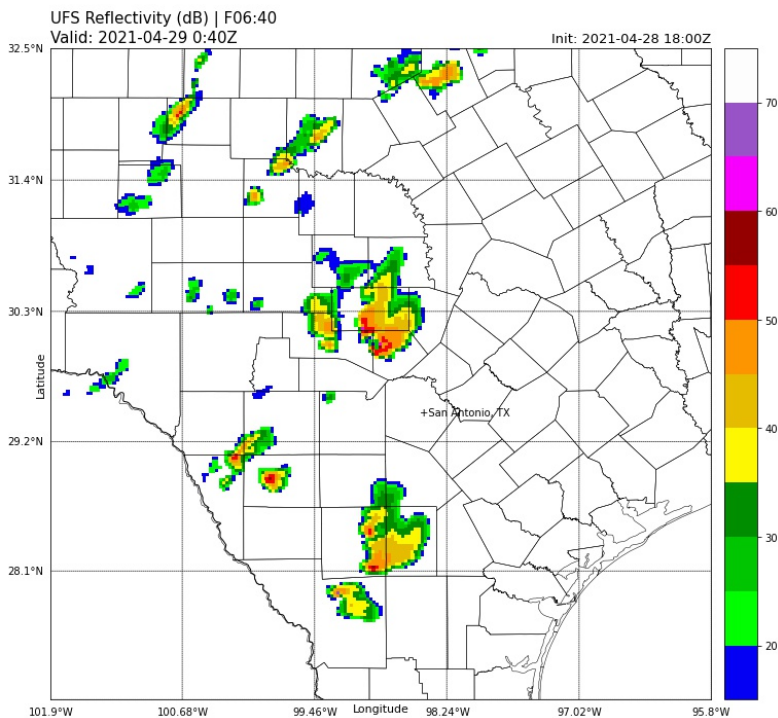 UFS Reflectivity (dB) | F06:40
Valid: 2021-04-29 0:40Z
Init: 2021-04-28 18:00Z
32.5°N
31.4°N
30.3°N
29.2°N
28.1°N
Latitude
+San Antonio, TX
70
60
50
40
30
20
101.9°W
100.68°W
99.46°W
98.24°W
97.02°W
95.8°W
Longitude